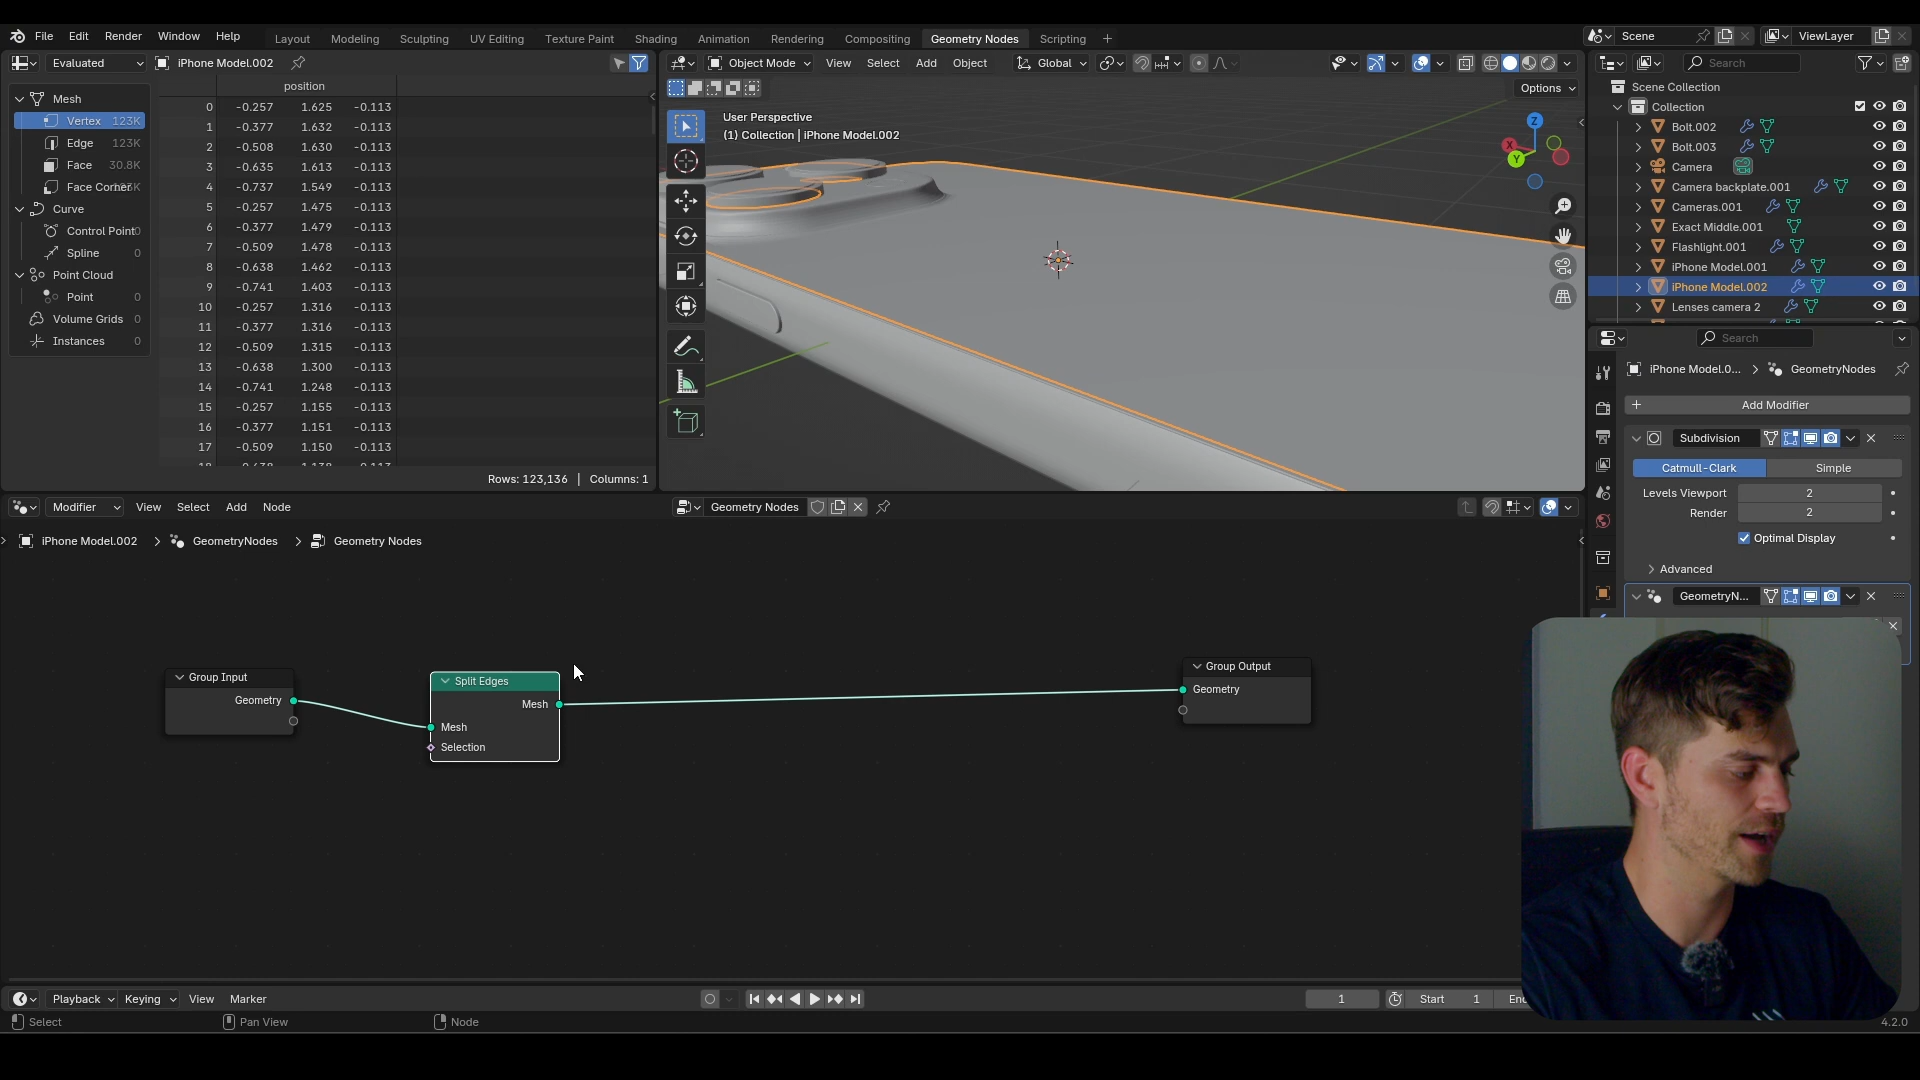 File Edit Render Window Help
Layout Modeling Sculpting UV Editing Texture Paint Shading Animation Rendering Compositing Geometry Nodes Scripting +
Scene
ViewLayer
Evaluated
iPhone Model.002
Mesh
Vertex 123K
Edge 123K
Face 30.8K
Curve
Control Point 0
Spline 0
Point Cloud
Point 0
Volume Grids 0
Instances 0
position
0 -0.257 1.625 -0.113
1 -0.377 1.632 -0.113
2 -0.508 1.630 -0.113
3 -0.635 1.613 -0.113
4 -0.737 1.549 -0.113
5 -0.257 1.475 -0.113
6 -0.377 1.479 -0.113
7 -0.509 1.478 -0.113
8 -0.638 1.462 -0.113
9 -0.741 1.403 -0.113
10 -0.257 1.316 -0.113
11 -0.377 1.316 -0.113
12 -0.509 1.315 -0.113
13 -0.638 1.300 -0.113
14 -0.741 1.248 -0.113
15 -0.257 1.155 -0.113
16 -0.377 1.151 -0.113
17 -0.509 1.150 -0.113
Rows: 123,136 | Columns: 1
Object Mode View Select Add Object Global
Options
User Perspective
(1) Collection | iPhone Model.002
Z
X
Y
Search
Scene Collection
Collection
Bolt.002
Bolt.003
Camera
Camera backplate.001
Cameras.001
Exact Middle.001
Flashlight.001
iPhone Model.001
iPhone Model.002
Lenses camera 2
Search
iPhone Model.0... > GeometryNodes
+ Add Modifier
Subdivision
Catmull-Clark Simple
Levels Viewport 2
Render 2
Optimal Display
Advanced
GeometryN...
Modifier View Select Add Node
Geometry Nodes
iPhone Model.002 > GeometryNodes > Geometry Nodes
Group Input
Geometry
Split Edges
Mesh
Mesh
Selection
Group Output
Geometry
Playback Keying View Marker
1
Start 1
Select
Pan View
Node
4.2.0